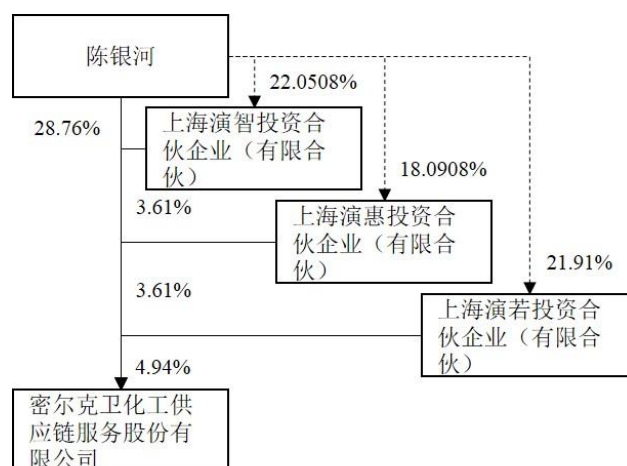 陈银河
22.0508%
28.76%
上海演智投资合
伙企业（有限合
伙）
18.0908%
3.61%
上海演惠投资合
伙企业（有限合
伙）
21.91%
3.61%
上海演若投资合
伙企业（有限合
伙）
4.94%
密尔克卫化工供
应链服务股份有
限公司